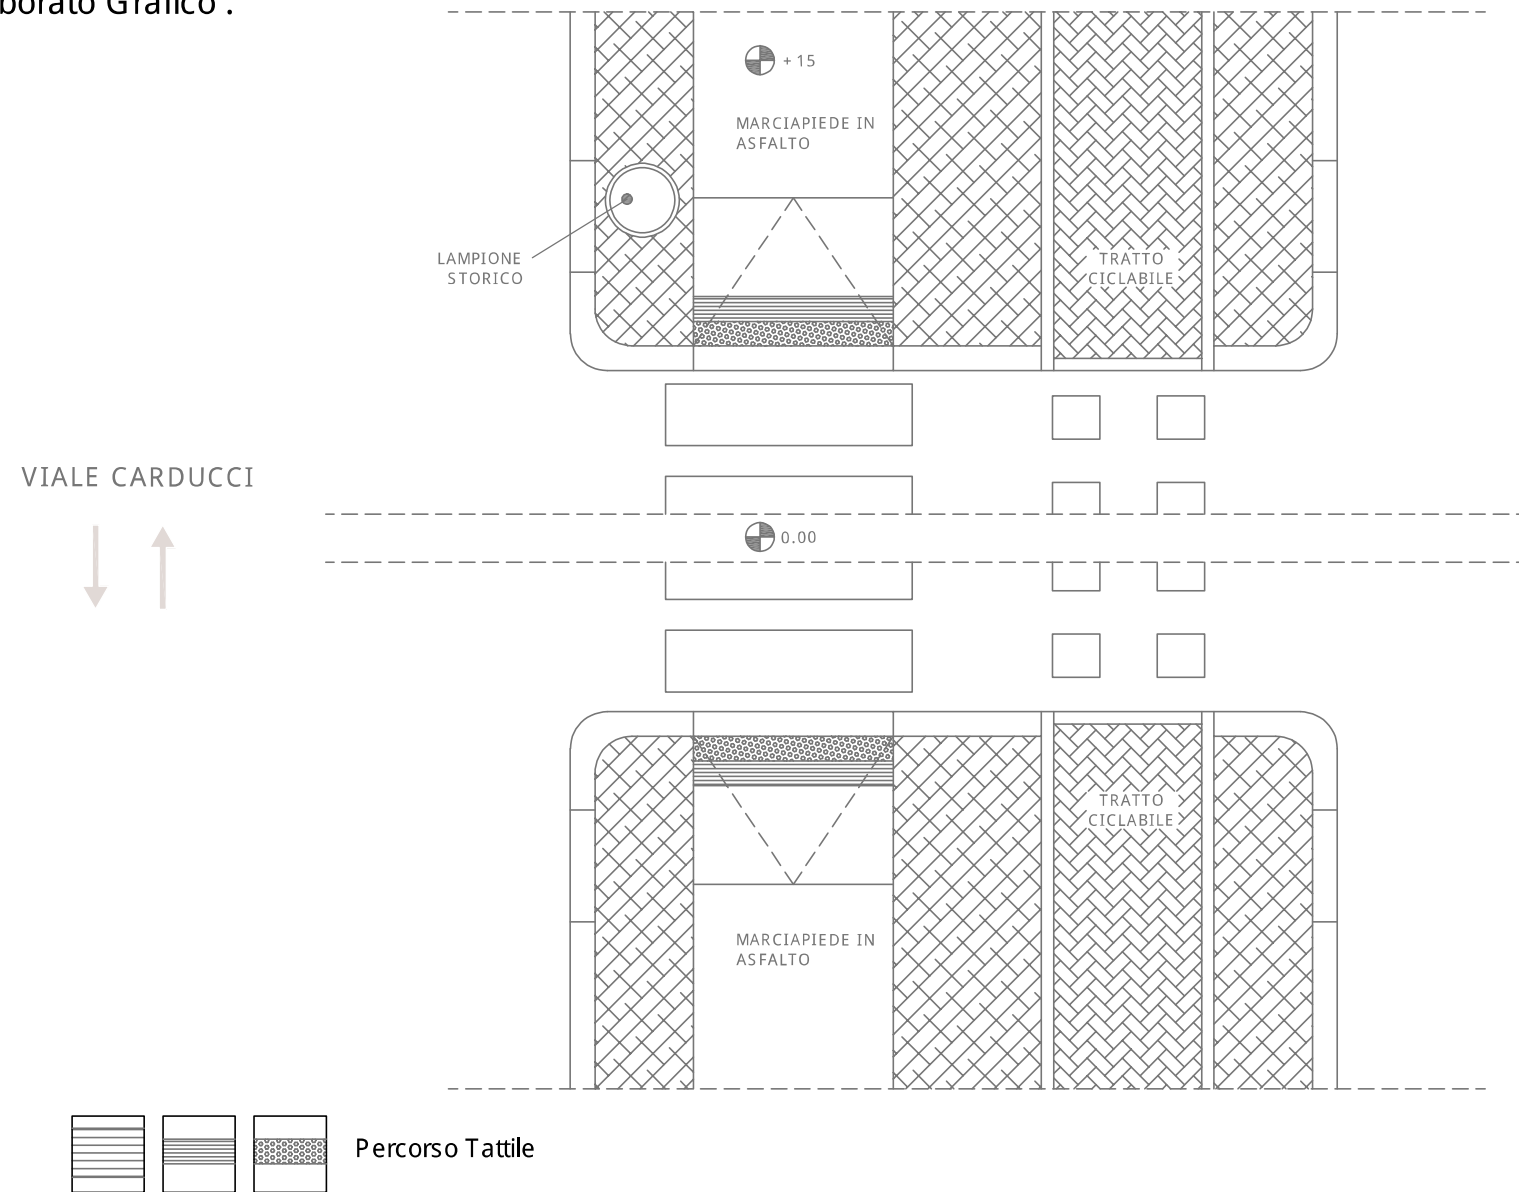 borato Grafico .
+ 15
MARCIAPIEDE IN
ASFALTO
LAMPIONE
STORICO
TRATTO
CICLABILE
VIALE CARDUCCI
0.00
TRATTO
CICLABILE
MARCIAPIEDE IN
ASFALTO
Percorso Tattile